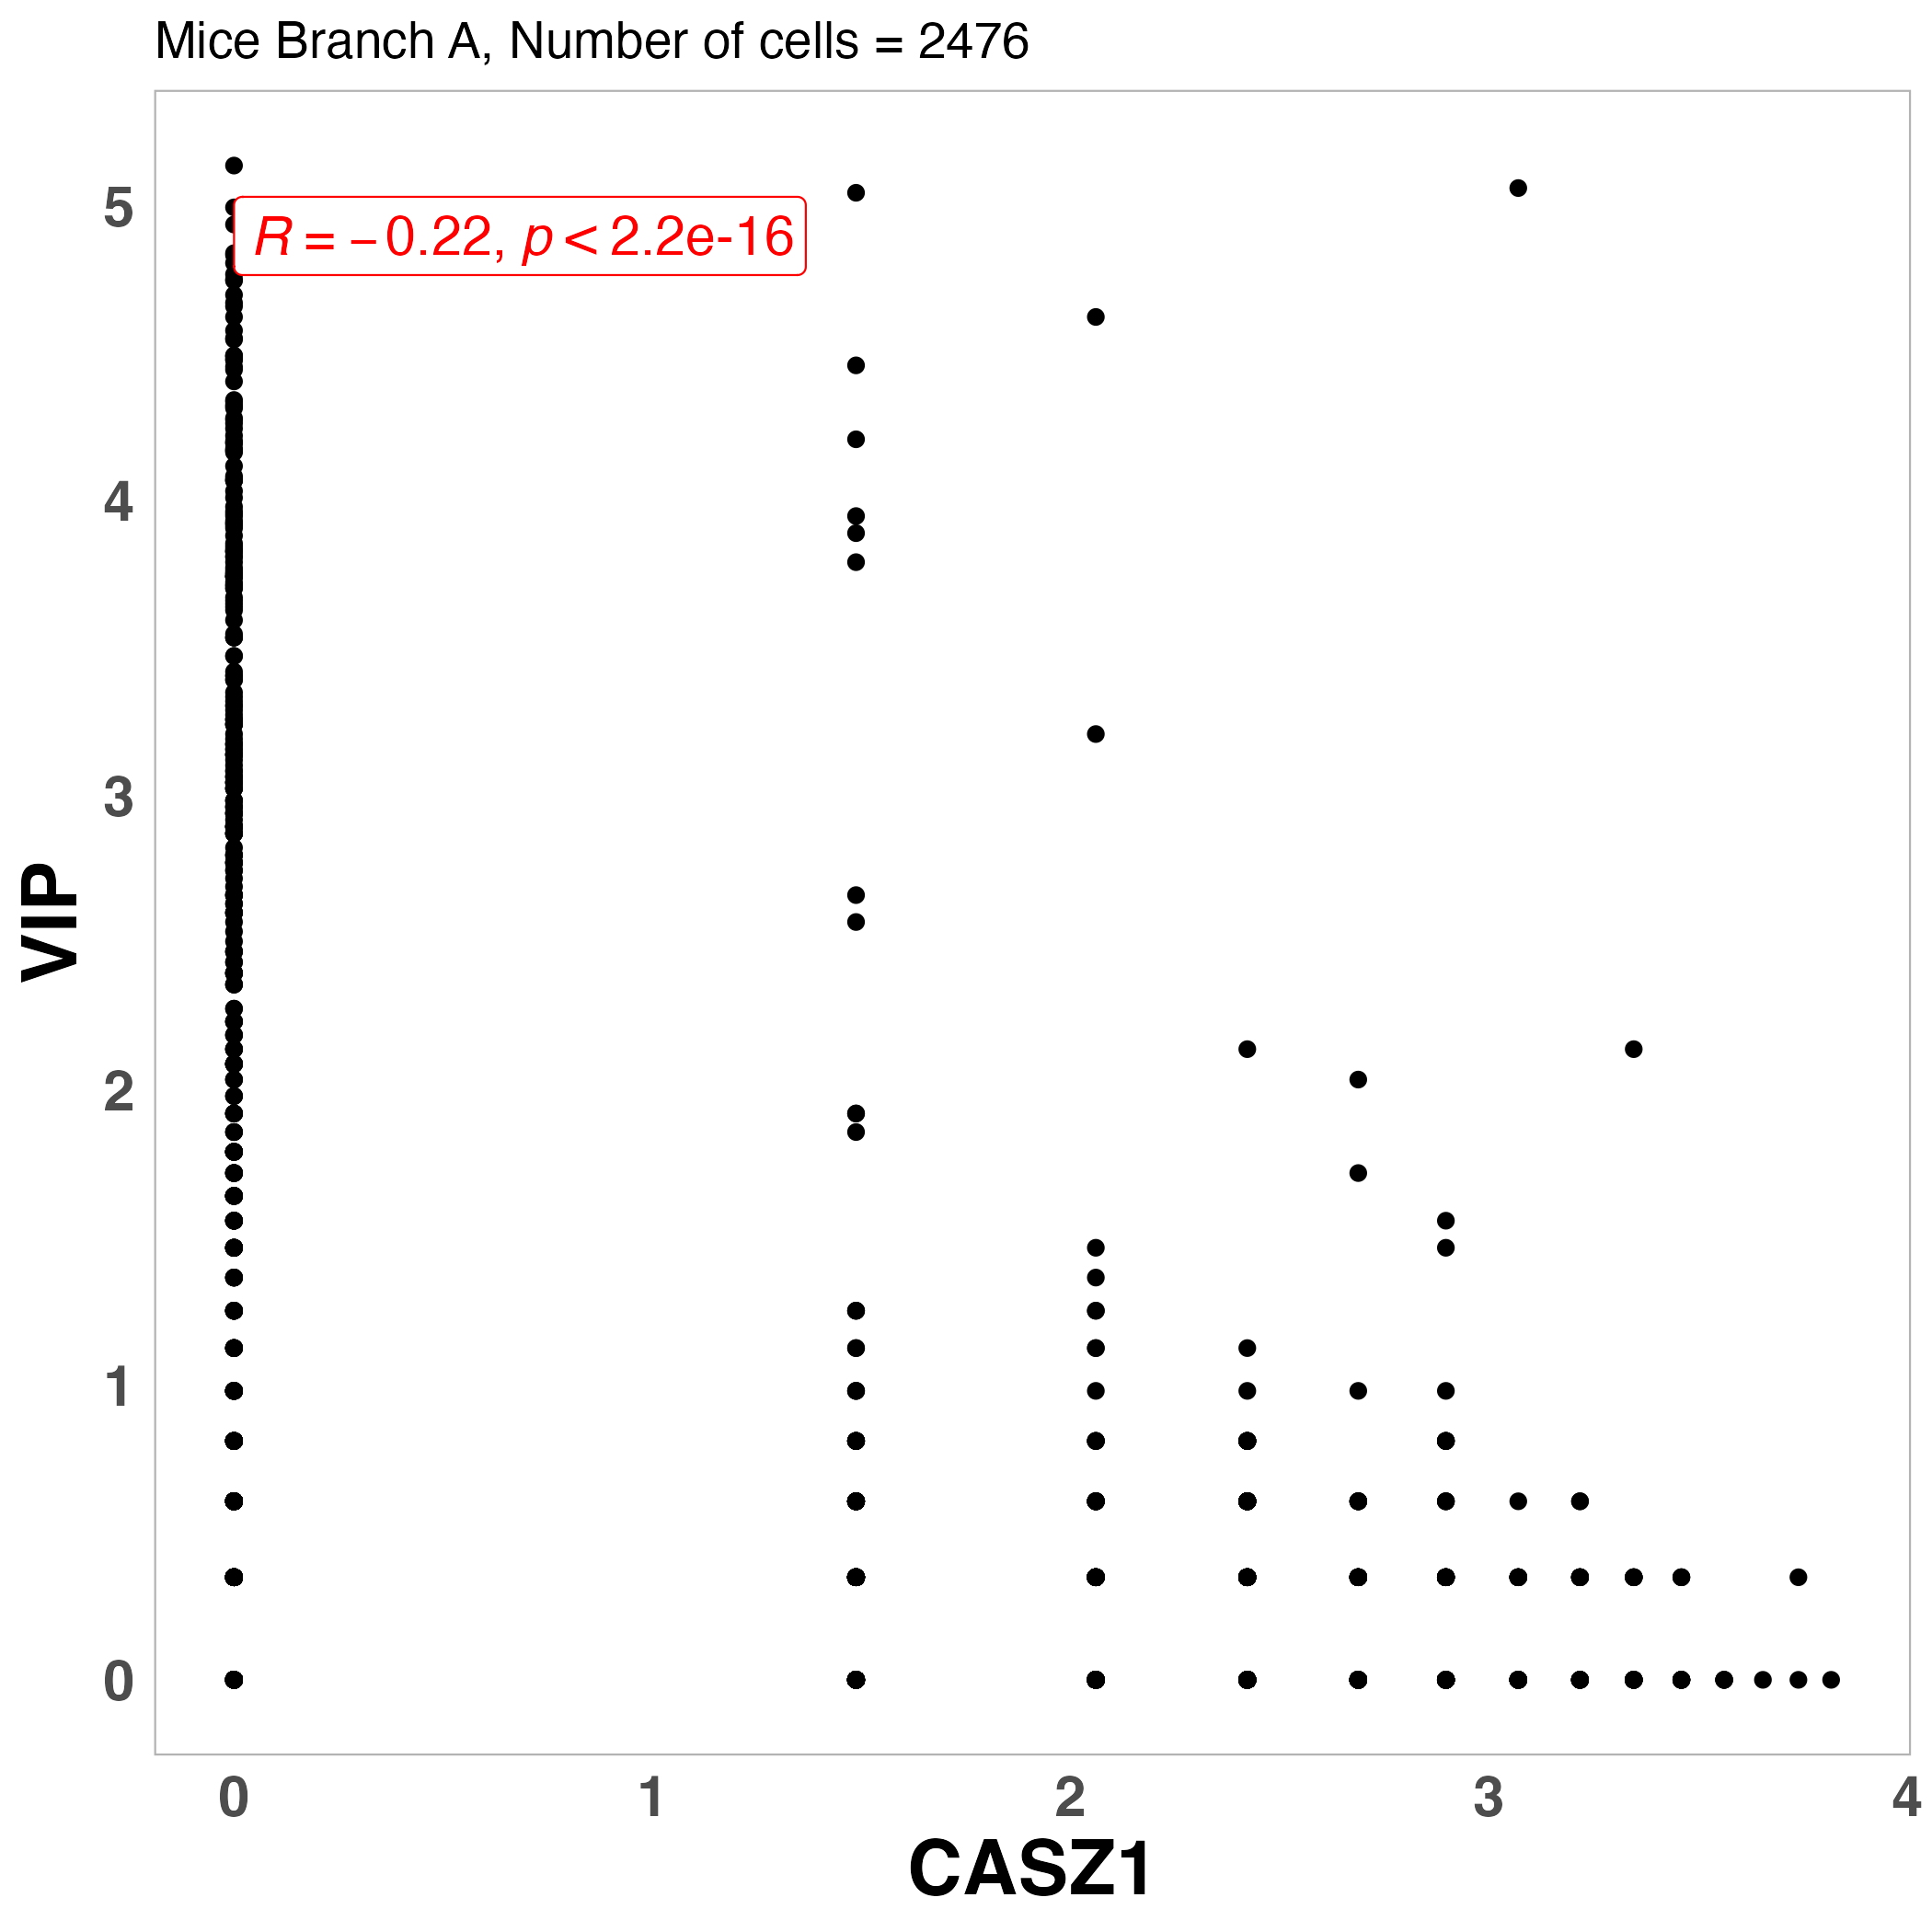 Mice Branch A, Number of cells = 2476
R = −0.22, p < 2.2e-16
5
4
3
2
1
0
VIP
0 1 2 3 4
CASZ1